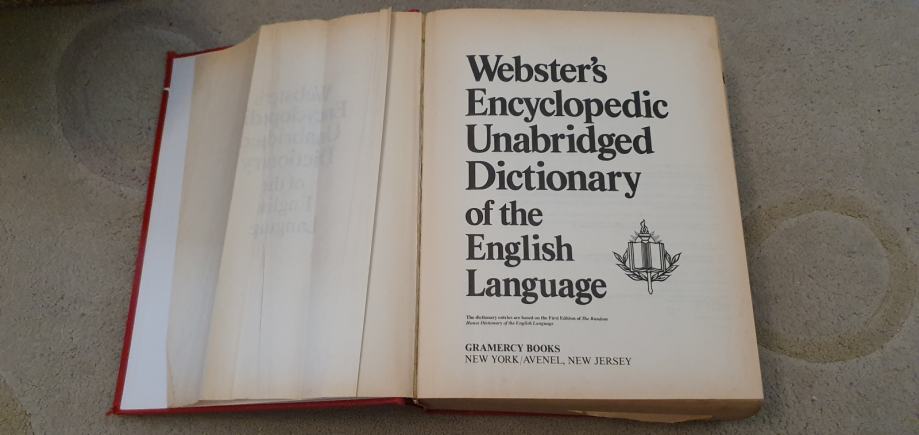 Webster's
Encyclopedic
Unabridged
Dictionary
of the
English
Language
The dictionary entries are based on the First Edition of The Random
House Dictionary of the English Language
GRAMERCY BOOKS
NEW YORK/AVENEL, NEW JERSEY